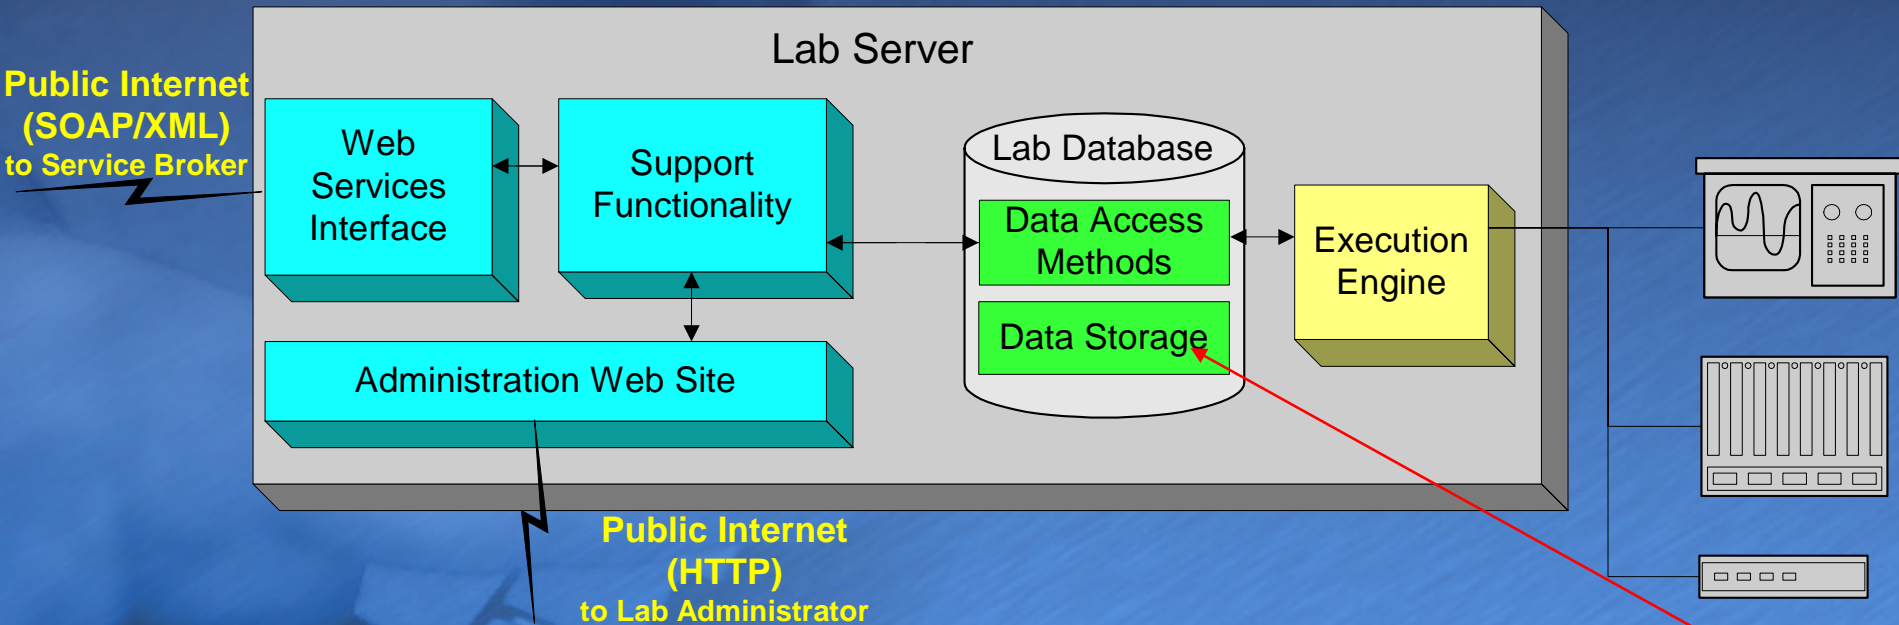 Lab Server
Public Internet
(SOAP/XML)
to Service Broker
Web
Services
Interface
Support
Functionality
Lab Database
Data Access
Methods
Data Storage
Execution
Engine
Administration Web Site
Public Internet
(HTTP)
to Lab Administrator